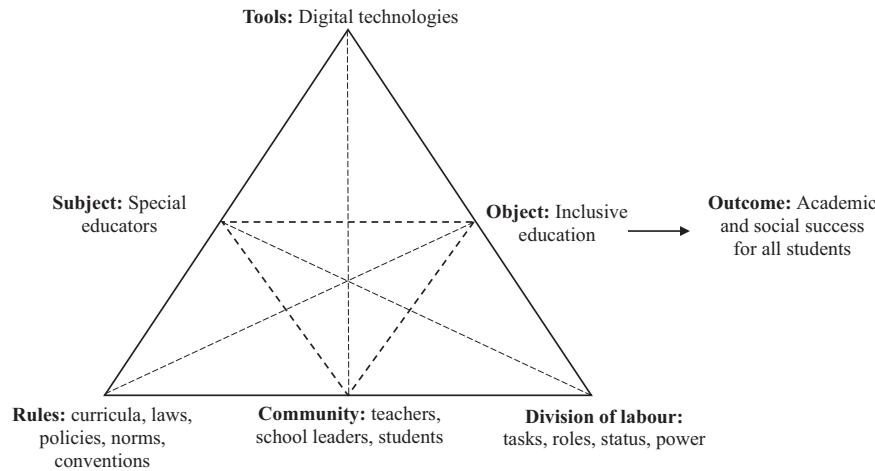 Tools: Digital technologies
Subject: Special
educators
Object: Inclusive
education
Outcome: Academic
and social success
for all students
Rules: curricula, laws,
policies, norms,
conventions
Community: teachers,
school leaders, students
Division of labour:
tasks, roles, status, power